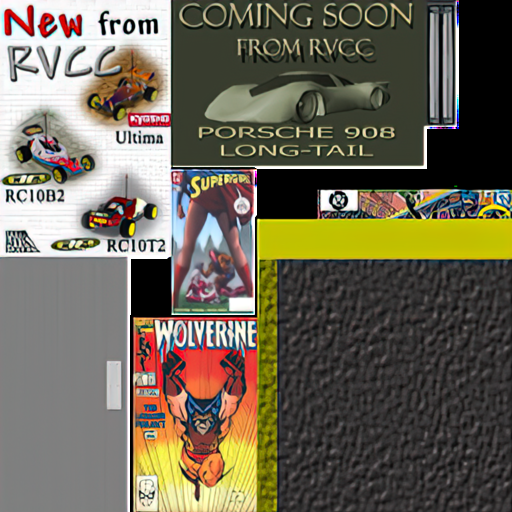 New from
RVCC
KYOSHO
Ultima
RC10B2
RC10T2
COMING SOON
FROM RVCC
PORSCHE 908
LONG-TAIL
SUPERGIRL
WOLVERINE